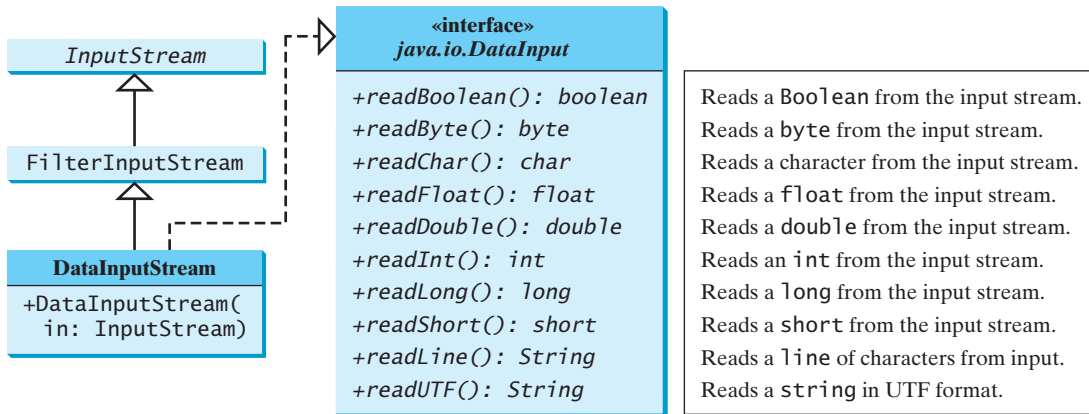 InputStream
FilterInputStream
DataInputStream
+DataInputStream(
in: InputStream)
«interface»
java.io.DataInput
+readBoolean(): boolean
+readByte(): byte
+readChar(): char
+readFloat(): float
+readDouble(): double
+readInt(): int
+readLong(): long
+readShort(): short
+readLine(): String
+readUTF(): String
Reads a Boolean from the input stream.
Reads a byte from the input stream.
Reads a character from the input stream.
Reads a float from the input stream.
Reads a double from the input stream.
Reads an int from the input stream.
Reads a long from the input stream.
Reads a short from the input stream.
Reads a line of characters from input.
Reads a string in UTF format.